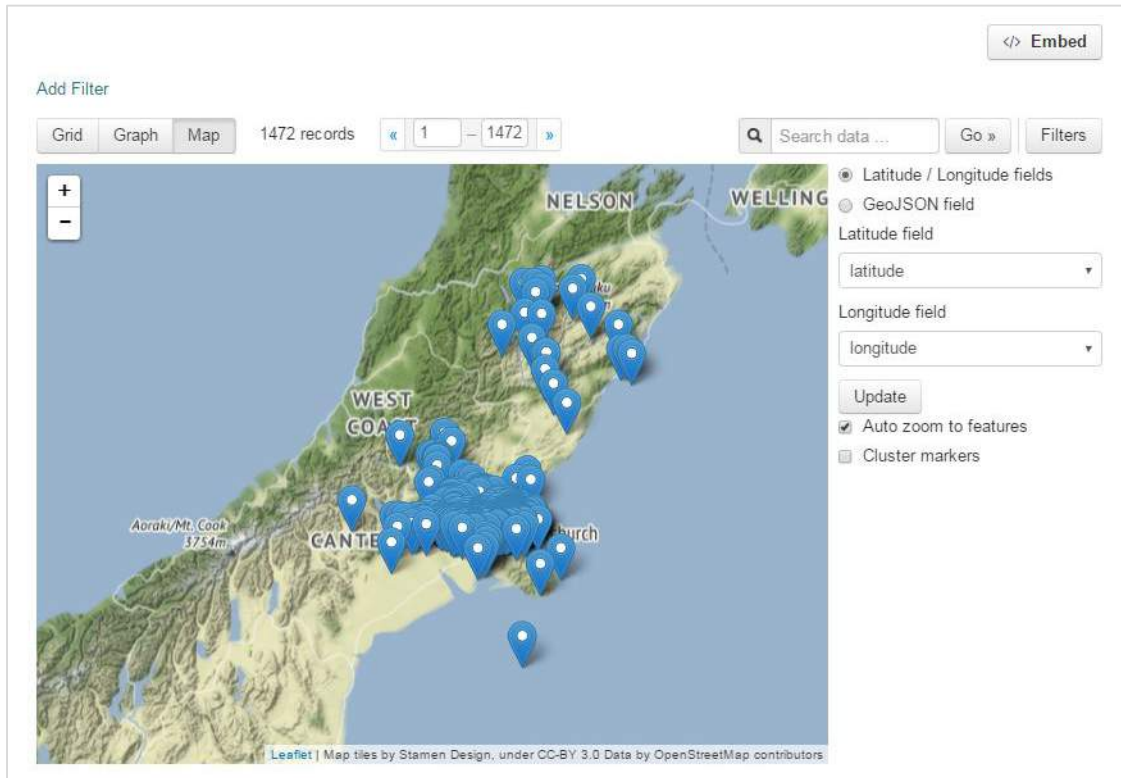 </> Embed
Add Filter
Grid Graph Map 1472 records « 1 – 1472 » Search data ... Go » Filters
+
−
NELSON
WELLING
Latitude / Longitude fields
GeoJSON field
Latitude field
latitude
Longitude field
longitude
Update
Auto zoom to features
Cluster markers
WEST
Aoraki/Mt. Cook
3754m
CANTE
church
Leaflet | Map tiles by Stamen Design, under CC-BY 3.0 Data by OpenStreetMap contributors